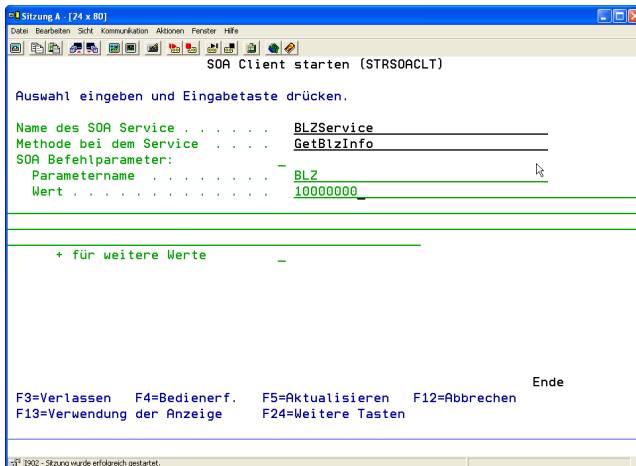 Sitzung A - [24 x 80]
Datei Bearbeiten Sicht Kommunikation Aktionen Fenster Hilfe
SOA Client starten (STRSOACLT)
Auswahl eingeben und Eingabetaste drücken.
Name des SOA Service . . . . . . BLZService
Methode bei dem Service . . . . GetBlzInfo
SOA Befehlparameter: _
Parametername . . . . . . . . BLZ
Wert . . . . . . . . . . . . . 10000000_
+ für weitere Werte _
Ende
F3=Verlassen F4=Bedienerf. F5=Aktualisieren F12=Abbrechen
F13=Verwendung der Anzeige F24=Weitere Tasten
I902 - Sitzung wurde erfolgreich gestartet.